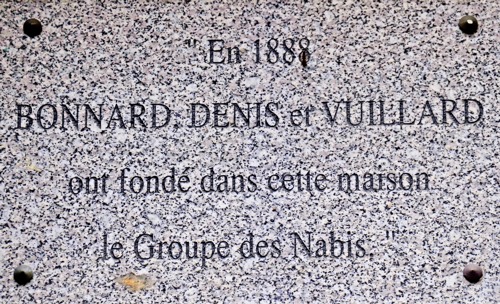 " En 1888
BONNARD, DENIS et VUILLARD
ont fondé dans cette maison
le Groupe des Nabis. "